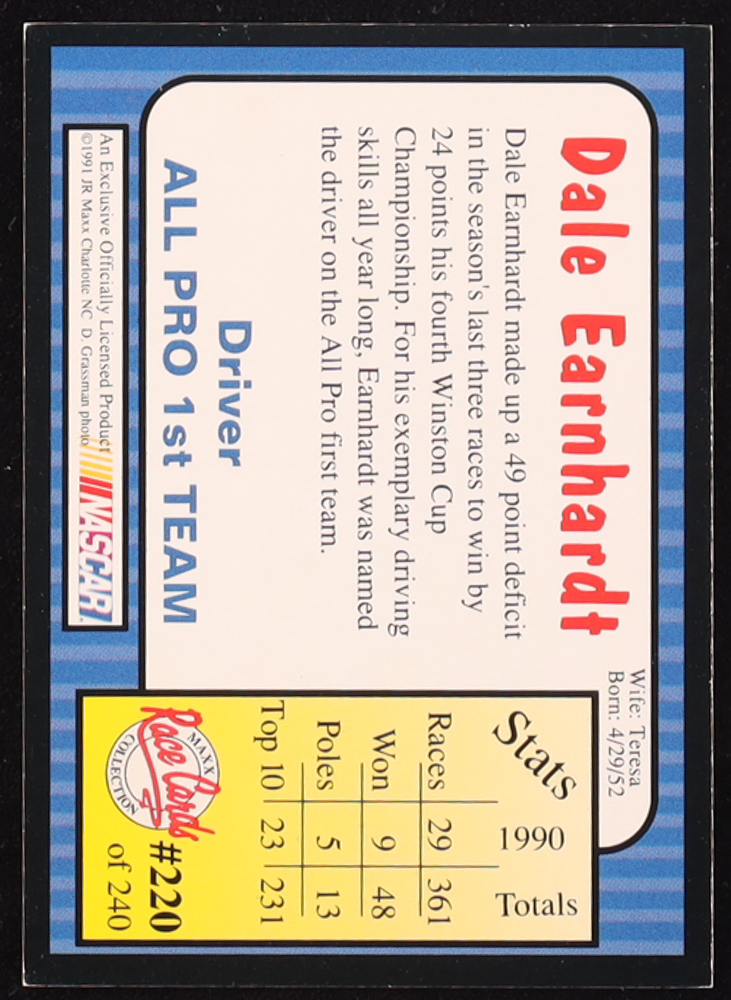 Dale Earnhardt
Wife: Teresa
Born: 4/29/52
Dale Earnhardt made up a 49 point deficit
in the season's last three races to win by
24 points his fourth Winston Cup
Championship. For his exemplary driving
skills all year long, Earnhardt was named
the driver on the All Pro first team.
Driver
ALL PRO 1st TEAM
An Exclusive Officially Licensed Product
©1991 JR Maxx Charlotte NC D. Grassman photo
NASCAR
Stats 1990 Totals
Races 29 361
Won 9 48
Poles 5 13
Top 10 23 231
MAXX
Race Cards
COLLECTION
#220
of 240